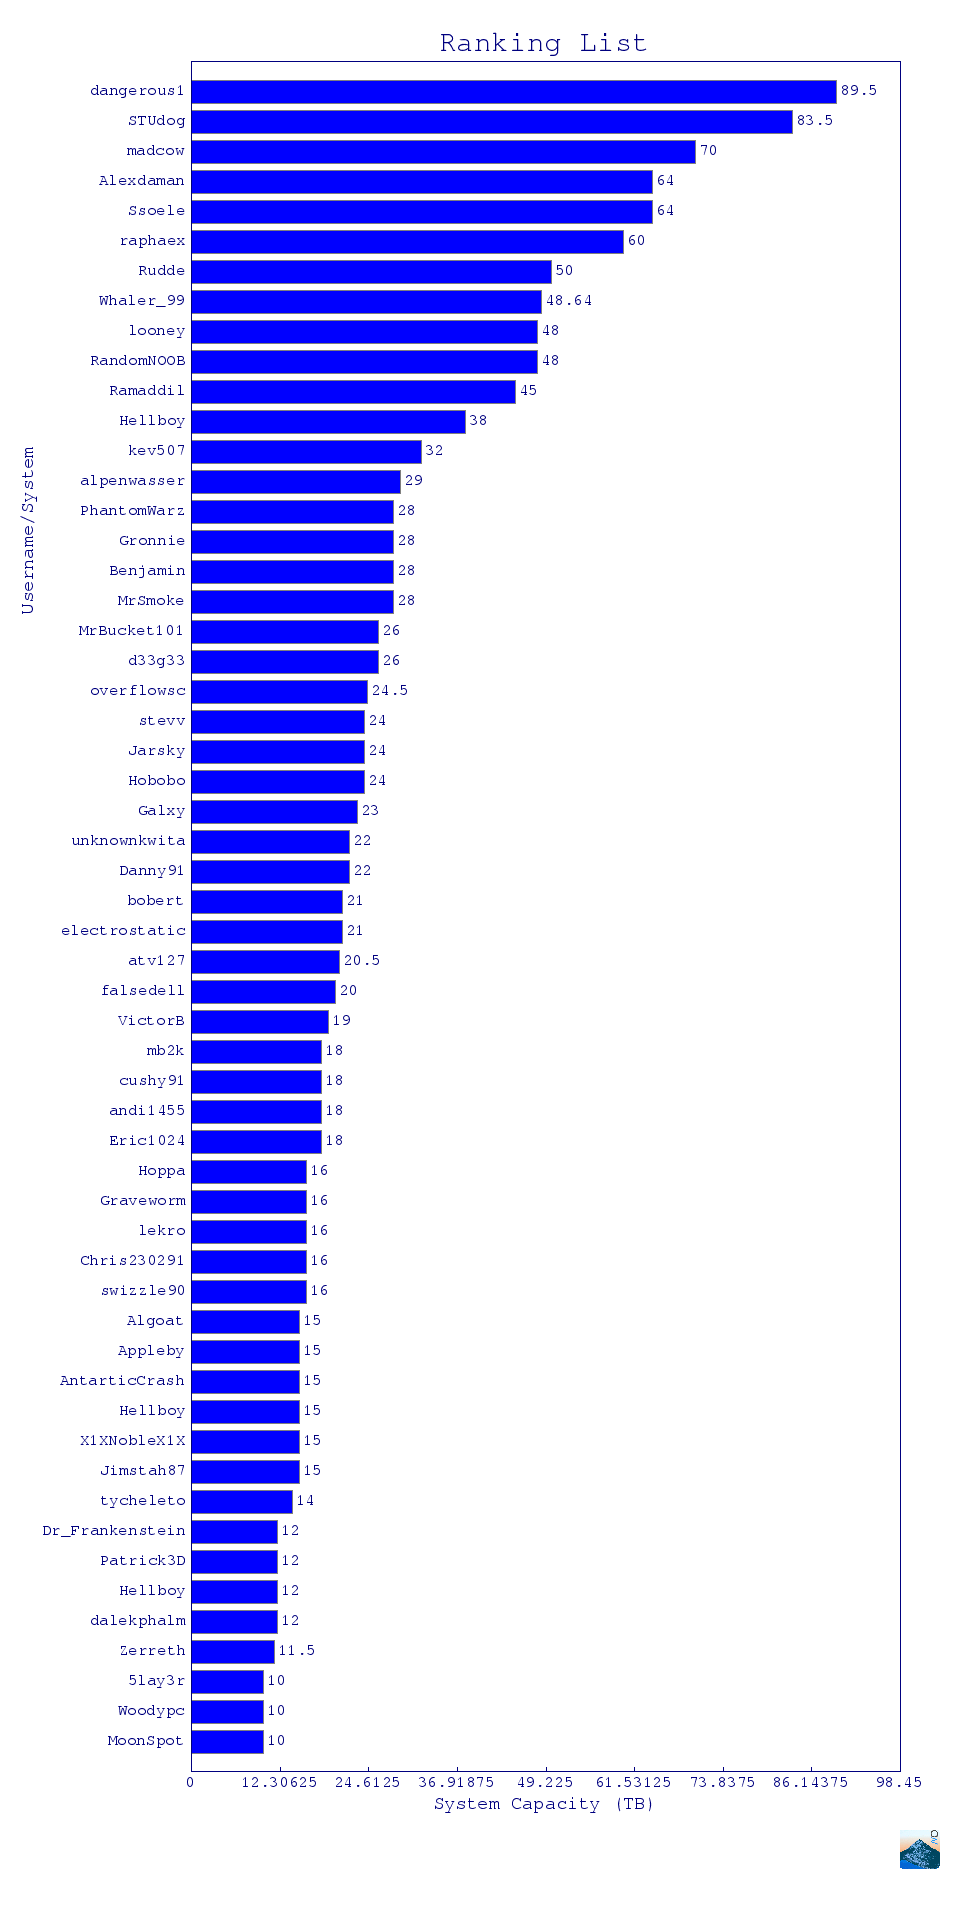 Ranking List
dangerous1 89.5
STUdog 83.5
madcow 70
Alexdaman 64
Ssoele 64
raphaex 60
Rudde 50
Whaler_99 48.64
looney 48
RandomNOOB 48
Ramaddil 45
Hellboy 38
kev507 32
alpenwasser 29
PhantomWarz 28
Gronnie 28
Benjamin 28
MrSmoke 28
MrBucket101 26
d33g33 26
overflowsc 24.5
stevv 24
Jarsky 24
Hobobo 24
Galxy 23
unknownkwita 22
Danny91 22
bobert 21
electrostatic 21
atv127 20.5
falsedell 20
VictorB 19
mb2k 18
cushy91 18
andi1455 18
Eric1024 18
Hoppa 16
Graveworm 16
lekro 16
Chris230291 16
swizzle90 16
Algoat 15
Appleby 15
AntarticCrash 15
Hellboy 15
X1XNobleX1X 15
Jimstah87 15
tycheleto 14
Dr_Frankenstein 12
Patrick3D 12
Hellboy 12
dalekphalm 12
Zerreth 11.5
5lay3r 10
Woodypc 10
MoonSpot 10
Username/System
0 12.30625 24.6125 36.91875 49.225 61.53125 73.8375 86.14375 98.45
System Capacity (TB)